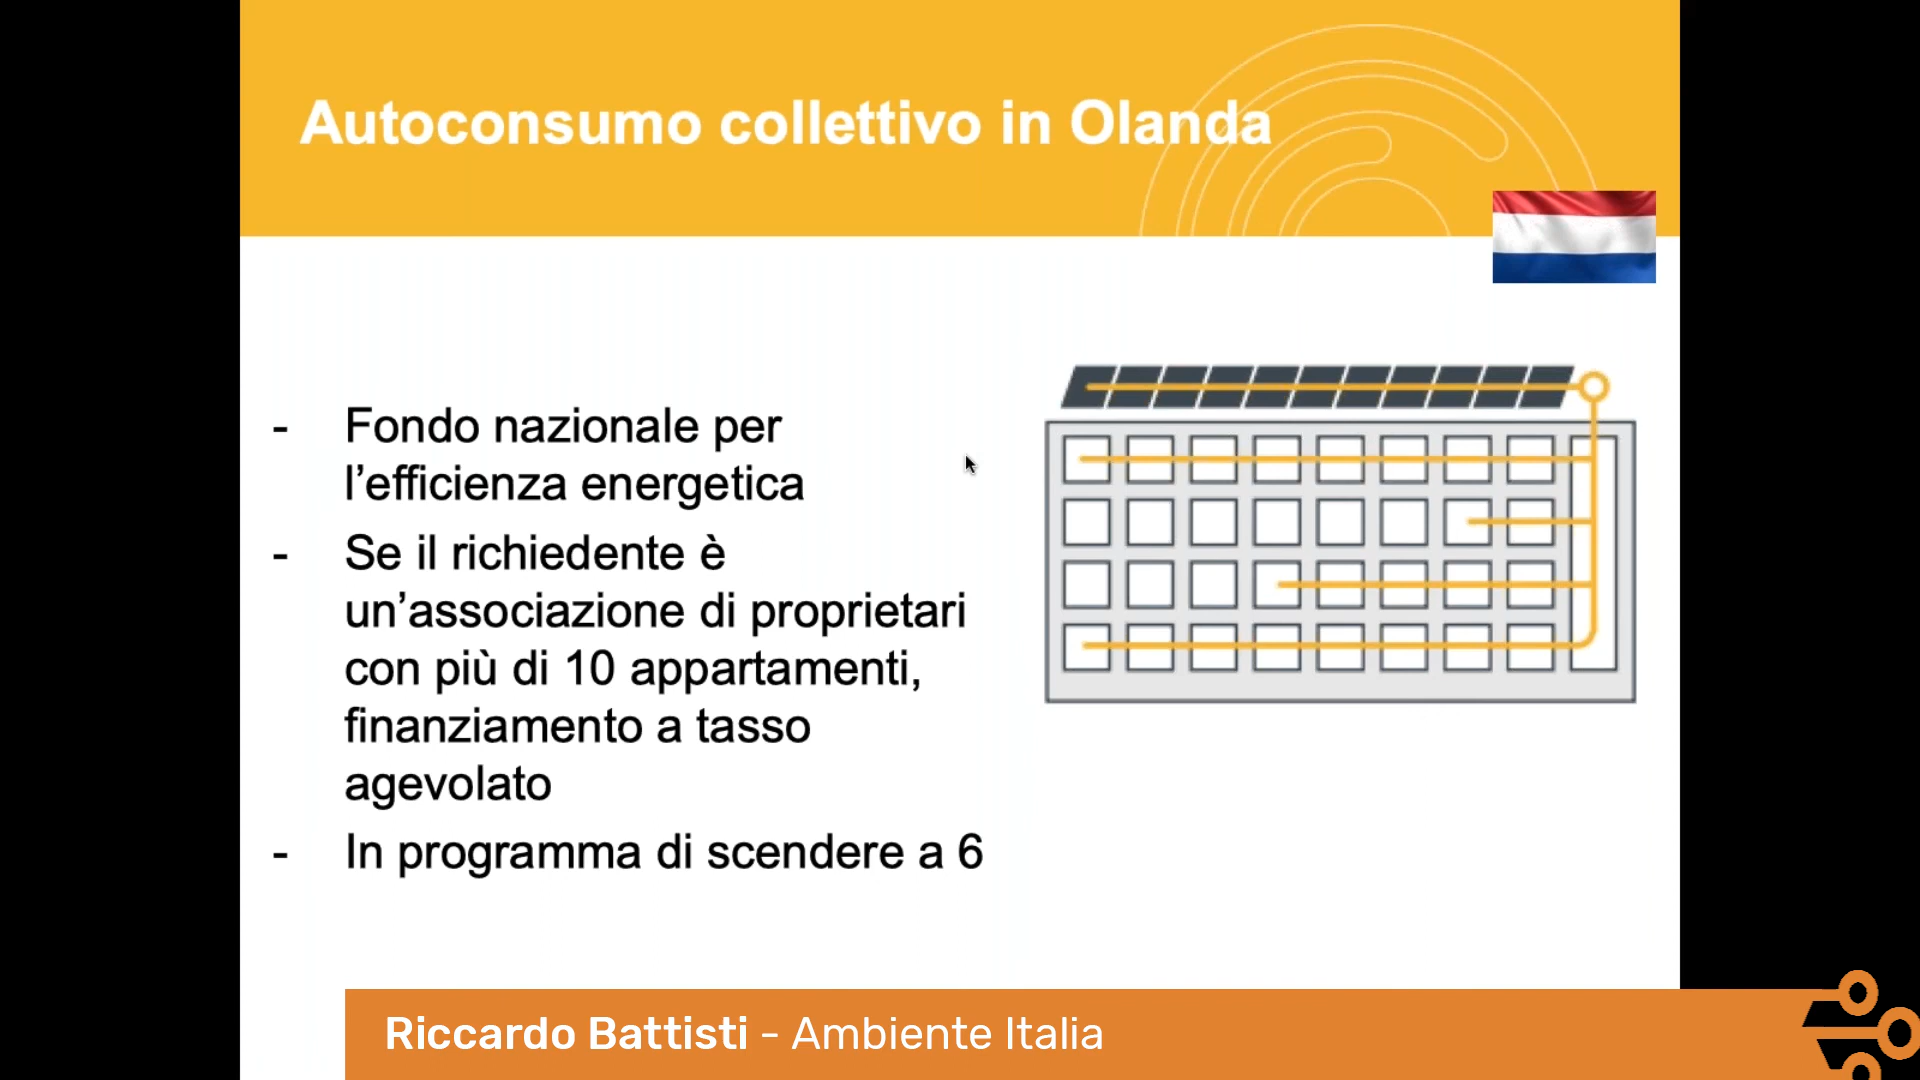 Autoconsumo collettivo in Olanda
- Fondo nazionale per
l’efficienza energetica
- Se il richiedente è
un’associazione di proprietari
con più di 10 appartamenti,
finanziamento a tasso
agevolato
- In programma di scendere a 6
Riccardo Battisti - Ambiente Italia